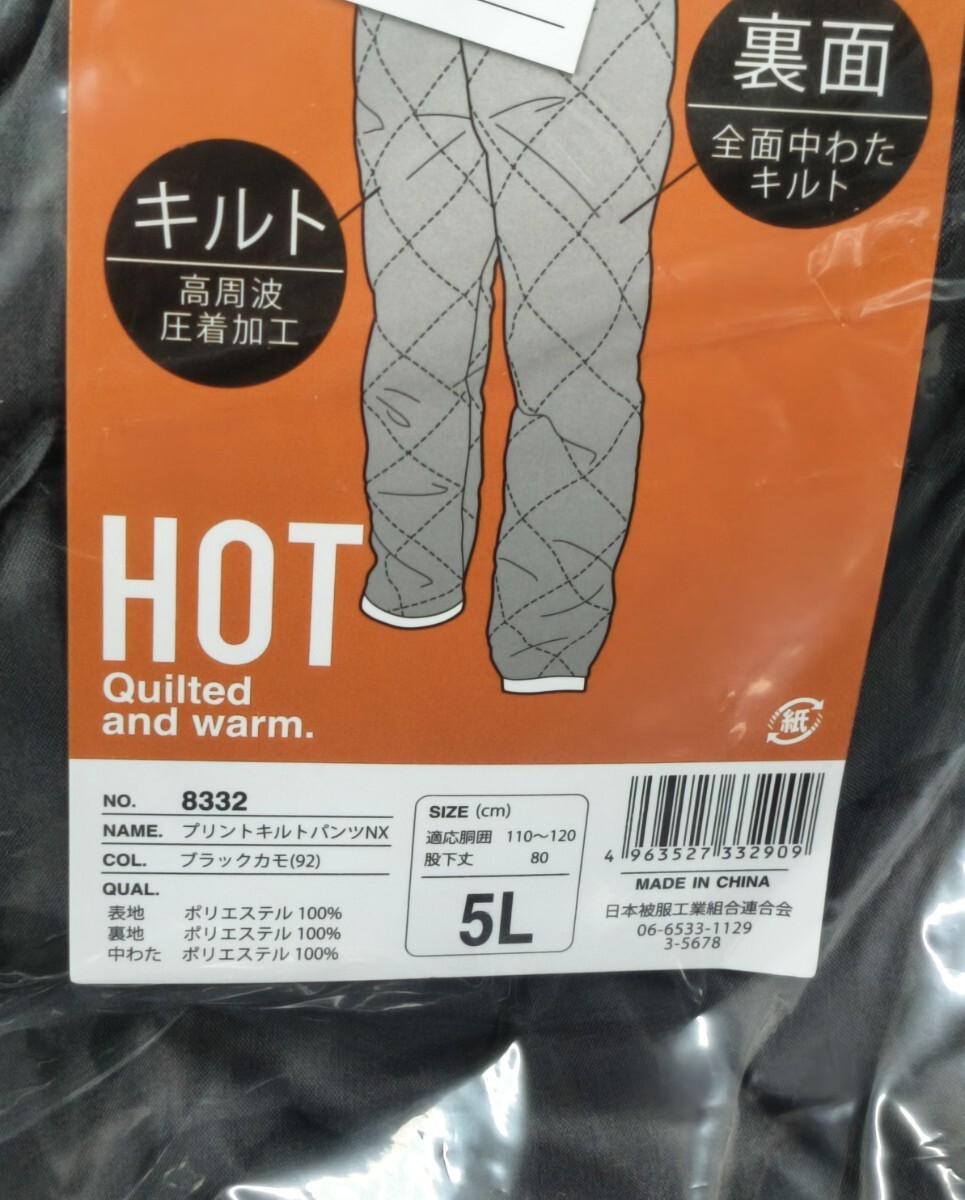 裏面
全面中わた
キルト
キルト
高周波
圧着加工
HOT
Quilted
and warm.
紙
NO. 8332
NAME. プリントキルトパンツNX
COL. ブラックカモ(92)
QUAL.
表地 ポリエステル 100%
裏地 ポリエステル 100%
中わた ポリエステル 100%
SIZE (cm)
適応胴囲 110～120
股下丈 80
5L
4 963527 332909
MADE IN CHINA
日本被服工業組合連合会
06-6533-1129
3-5678